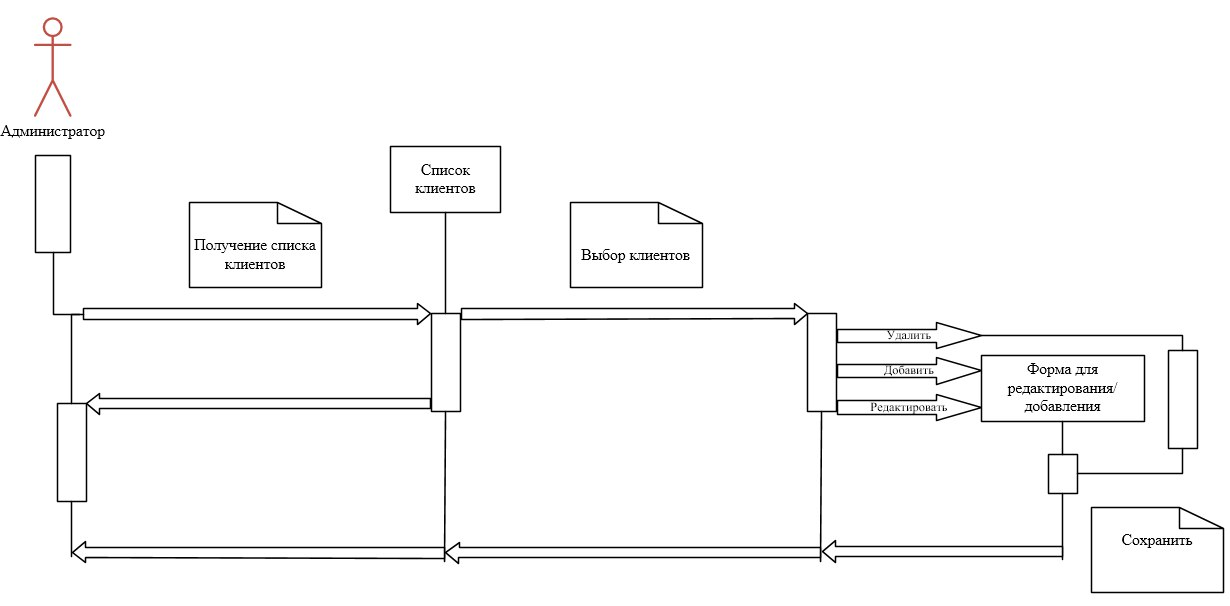 Администратор
Список
клиентов
Получение списка
клиентов
Выбор клиентов
Удалить
Добавить
Редактировать
Форма для
редактирования/
добавления
Сохранить